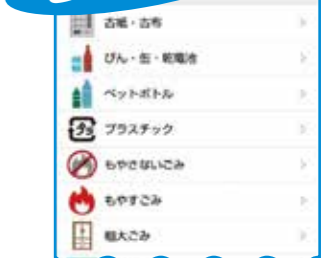 古紙・古布
びん・缶・乾電池
ペットボトル
プラスチック
もやさないごみ
もやすごみ
粗大ごみ